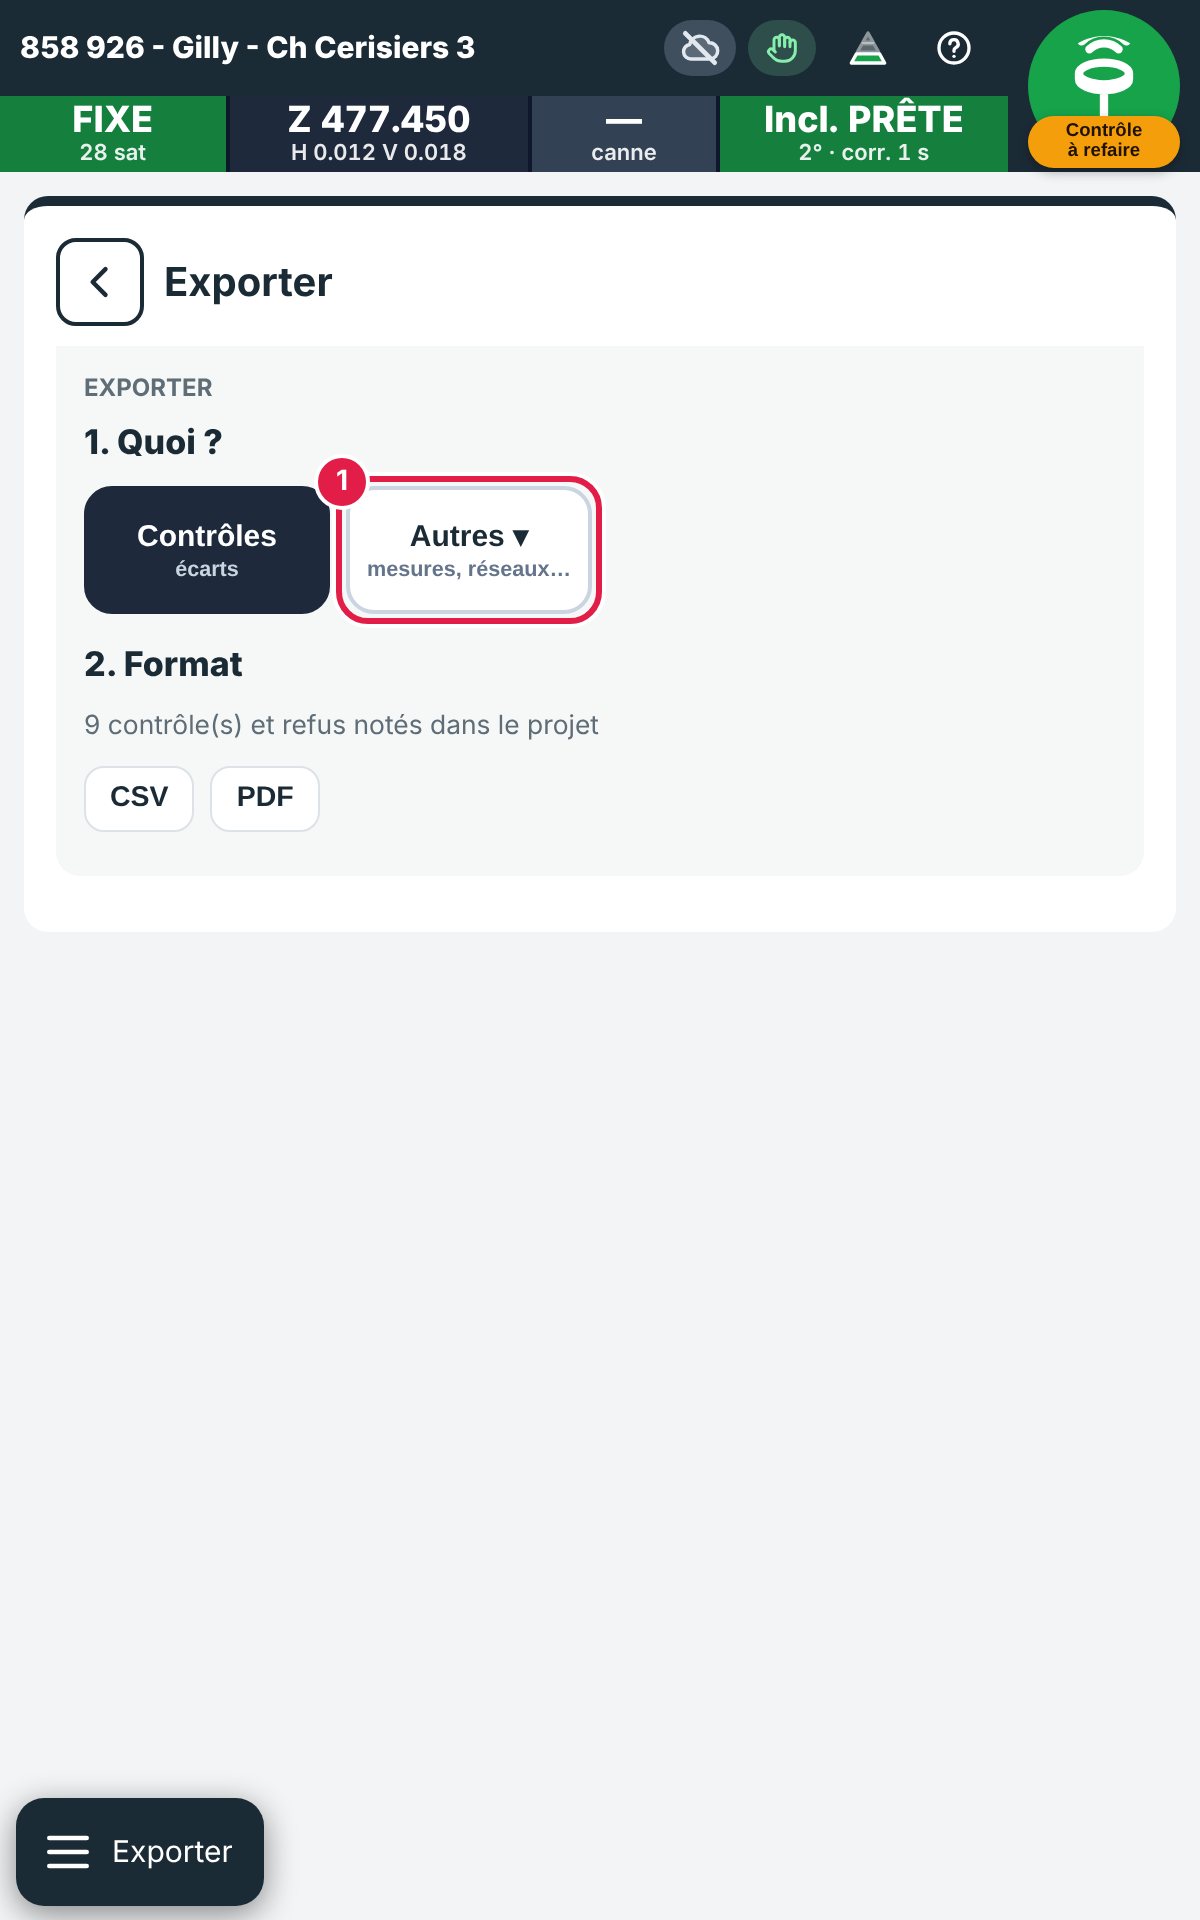 858 926 - Gilly - Ch Cerisiers 3
FIXE
28 sat
Z 477.450
H 0.012 V 0.018
—
canne
Incl. PRÊTE
2° · corr. 1 s
Contrôle
à refaire
Exporter
EXPORTER
1. Quoi ?
1
Contrôles
écarts
Autres ▾
mesures, réseaux...
2. Format
9 contrôle(s) et refus notés dans le projet
CSV
PDF
Exporter